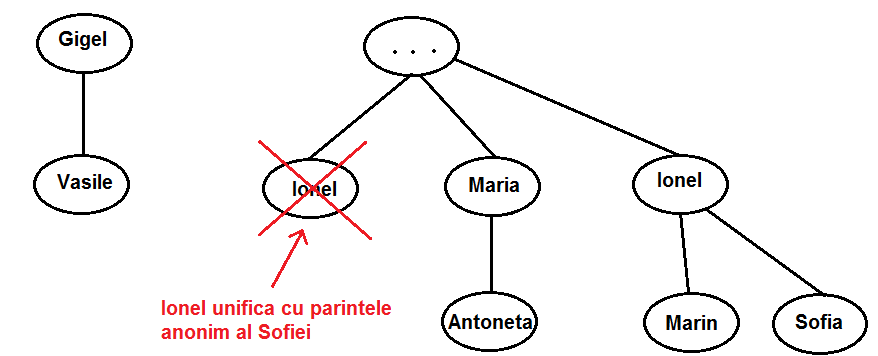 Gigel
. . .
Vasile
Ionel
Maria
Ionel
Ionel unifica cu parintele
anonim al Sofiei
Antoneta
Marin
Sofia